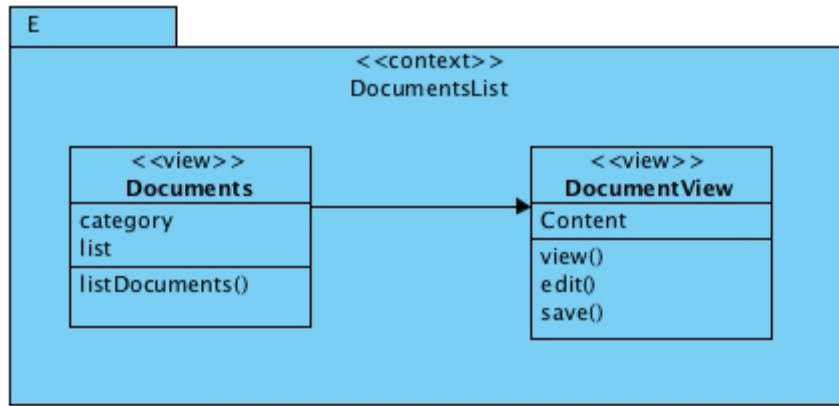 E
<<context>>
DocumentsList
<<view>>
Documents
category
list
listDocuments()
<<view>>
DocumentView
Content
view()
edit()
save()